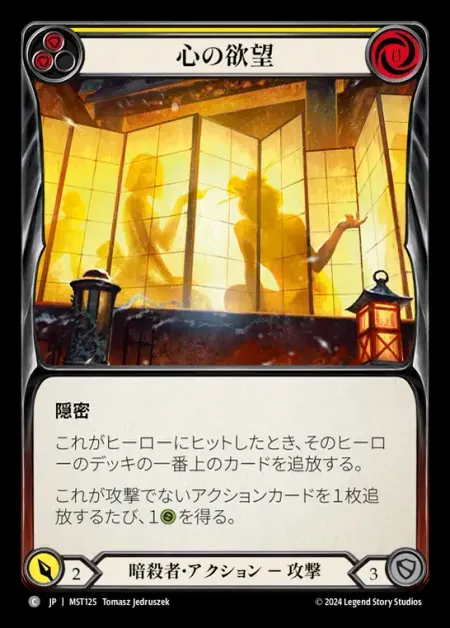 心の欲望
0
隠密
これがヒーローにヒットしたとき、そのヒーロ
ーのデッキの一番上のカードを追放する。
これが攻撃でないアクションカードを1枚追
放するたび、1を得る。
2
暗殺者・アクション － 攻撃
3
C JP | MST125 Tomasz Jedruszek
© 2024 Legend Story Studios